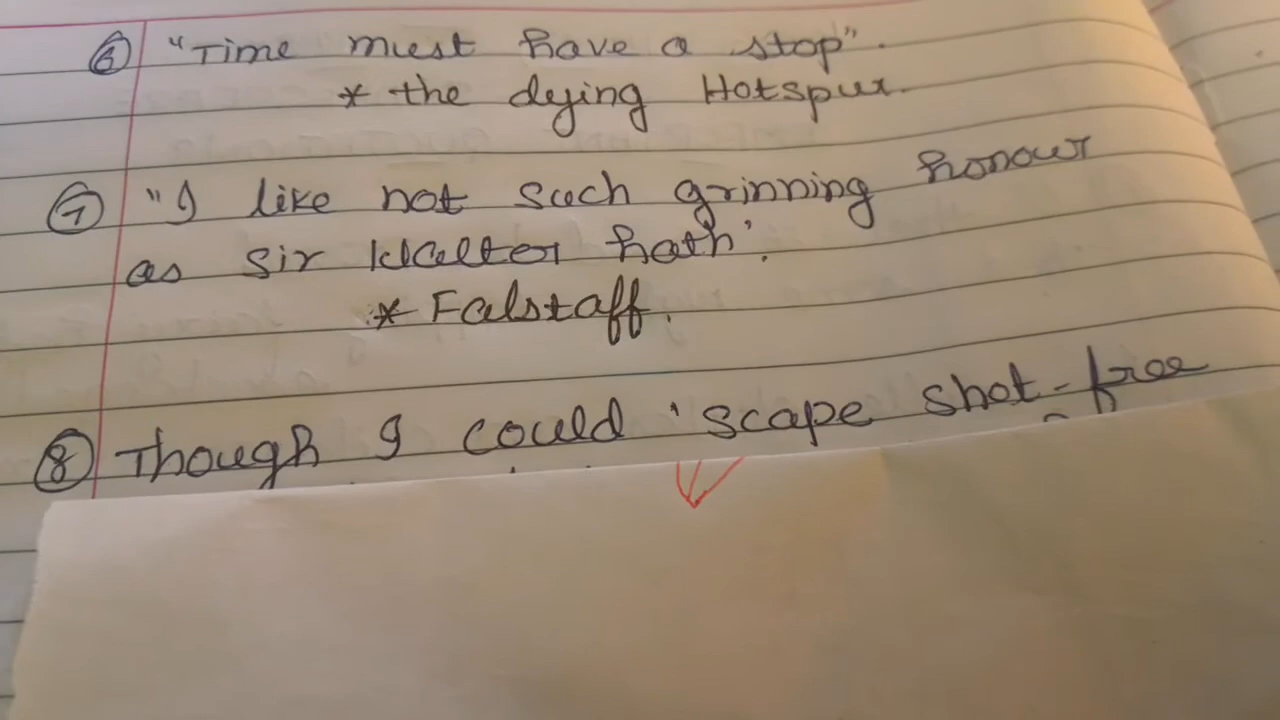 ⑥ "Time must have a stop".
* the dying Hotspur.
⑦ "I like not such grinning honour
as Sir Walter hath'.
* Falstaff.
⑧ Though I could 'scape shot-free